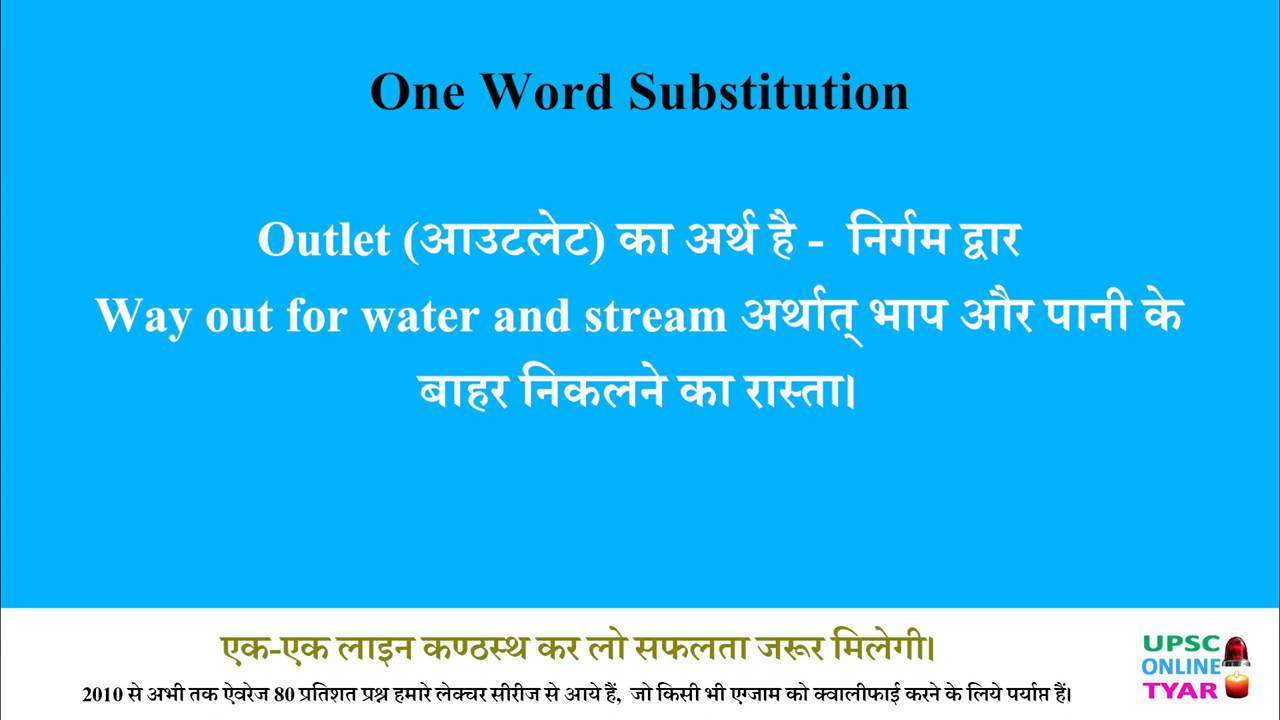 One Word Substitution
Outlet (आउटलेट) का अर्थ है - निर्गम द्वार
Way out for water and stream अर्थात् भाप और पानी के
बाहर निकलने का रास्ता।
एक-एक लाइन कण्ठस्थ कर लो सफलता जरूर मिलेगी।
2010 से अभी तक ऐवरेज 80 प्रतिशत प्रश्न हमारे लेक्चर सीरीज से आये हैं, जो किसी भी एग्जाम को क्वालीफाई करने के लिये पर्याप्त हैं।
UPSC
ONLINE
TYAR